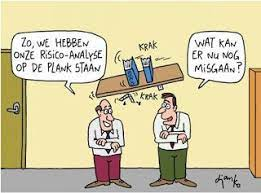 ZO, WE HEBBEN
ONZE RISICO-ANALYSE
OP DE PLANK STAAN
KRAK
KRAK
WAT KAN
ER NU NOG
MISGAAN?